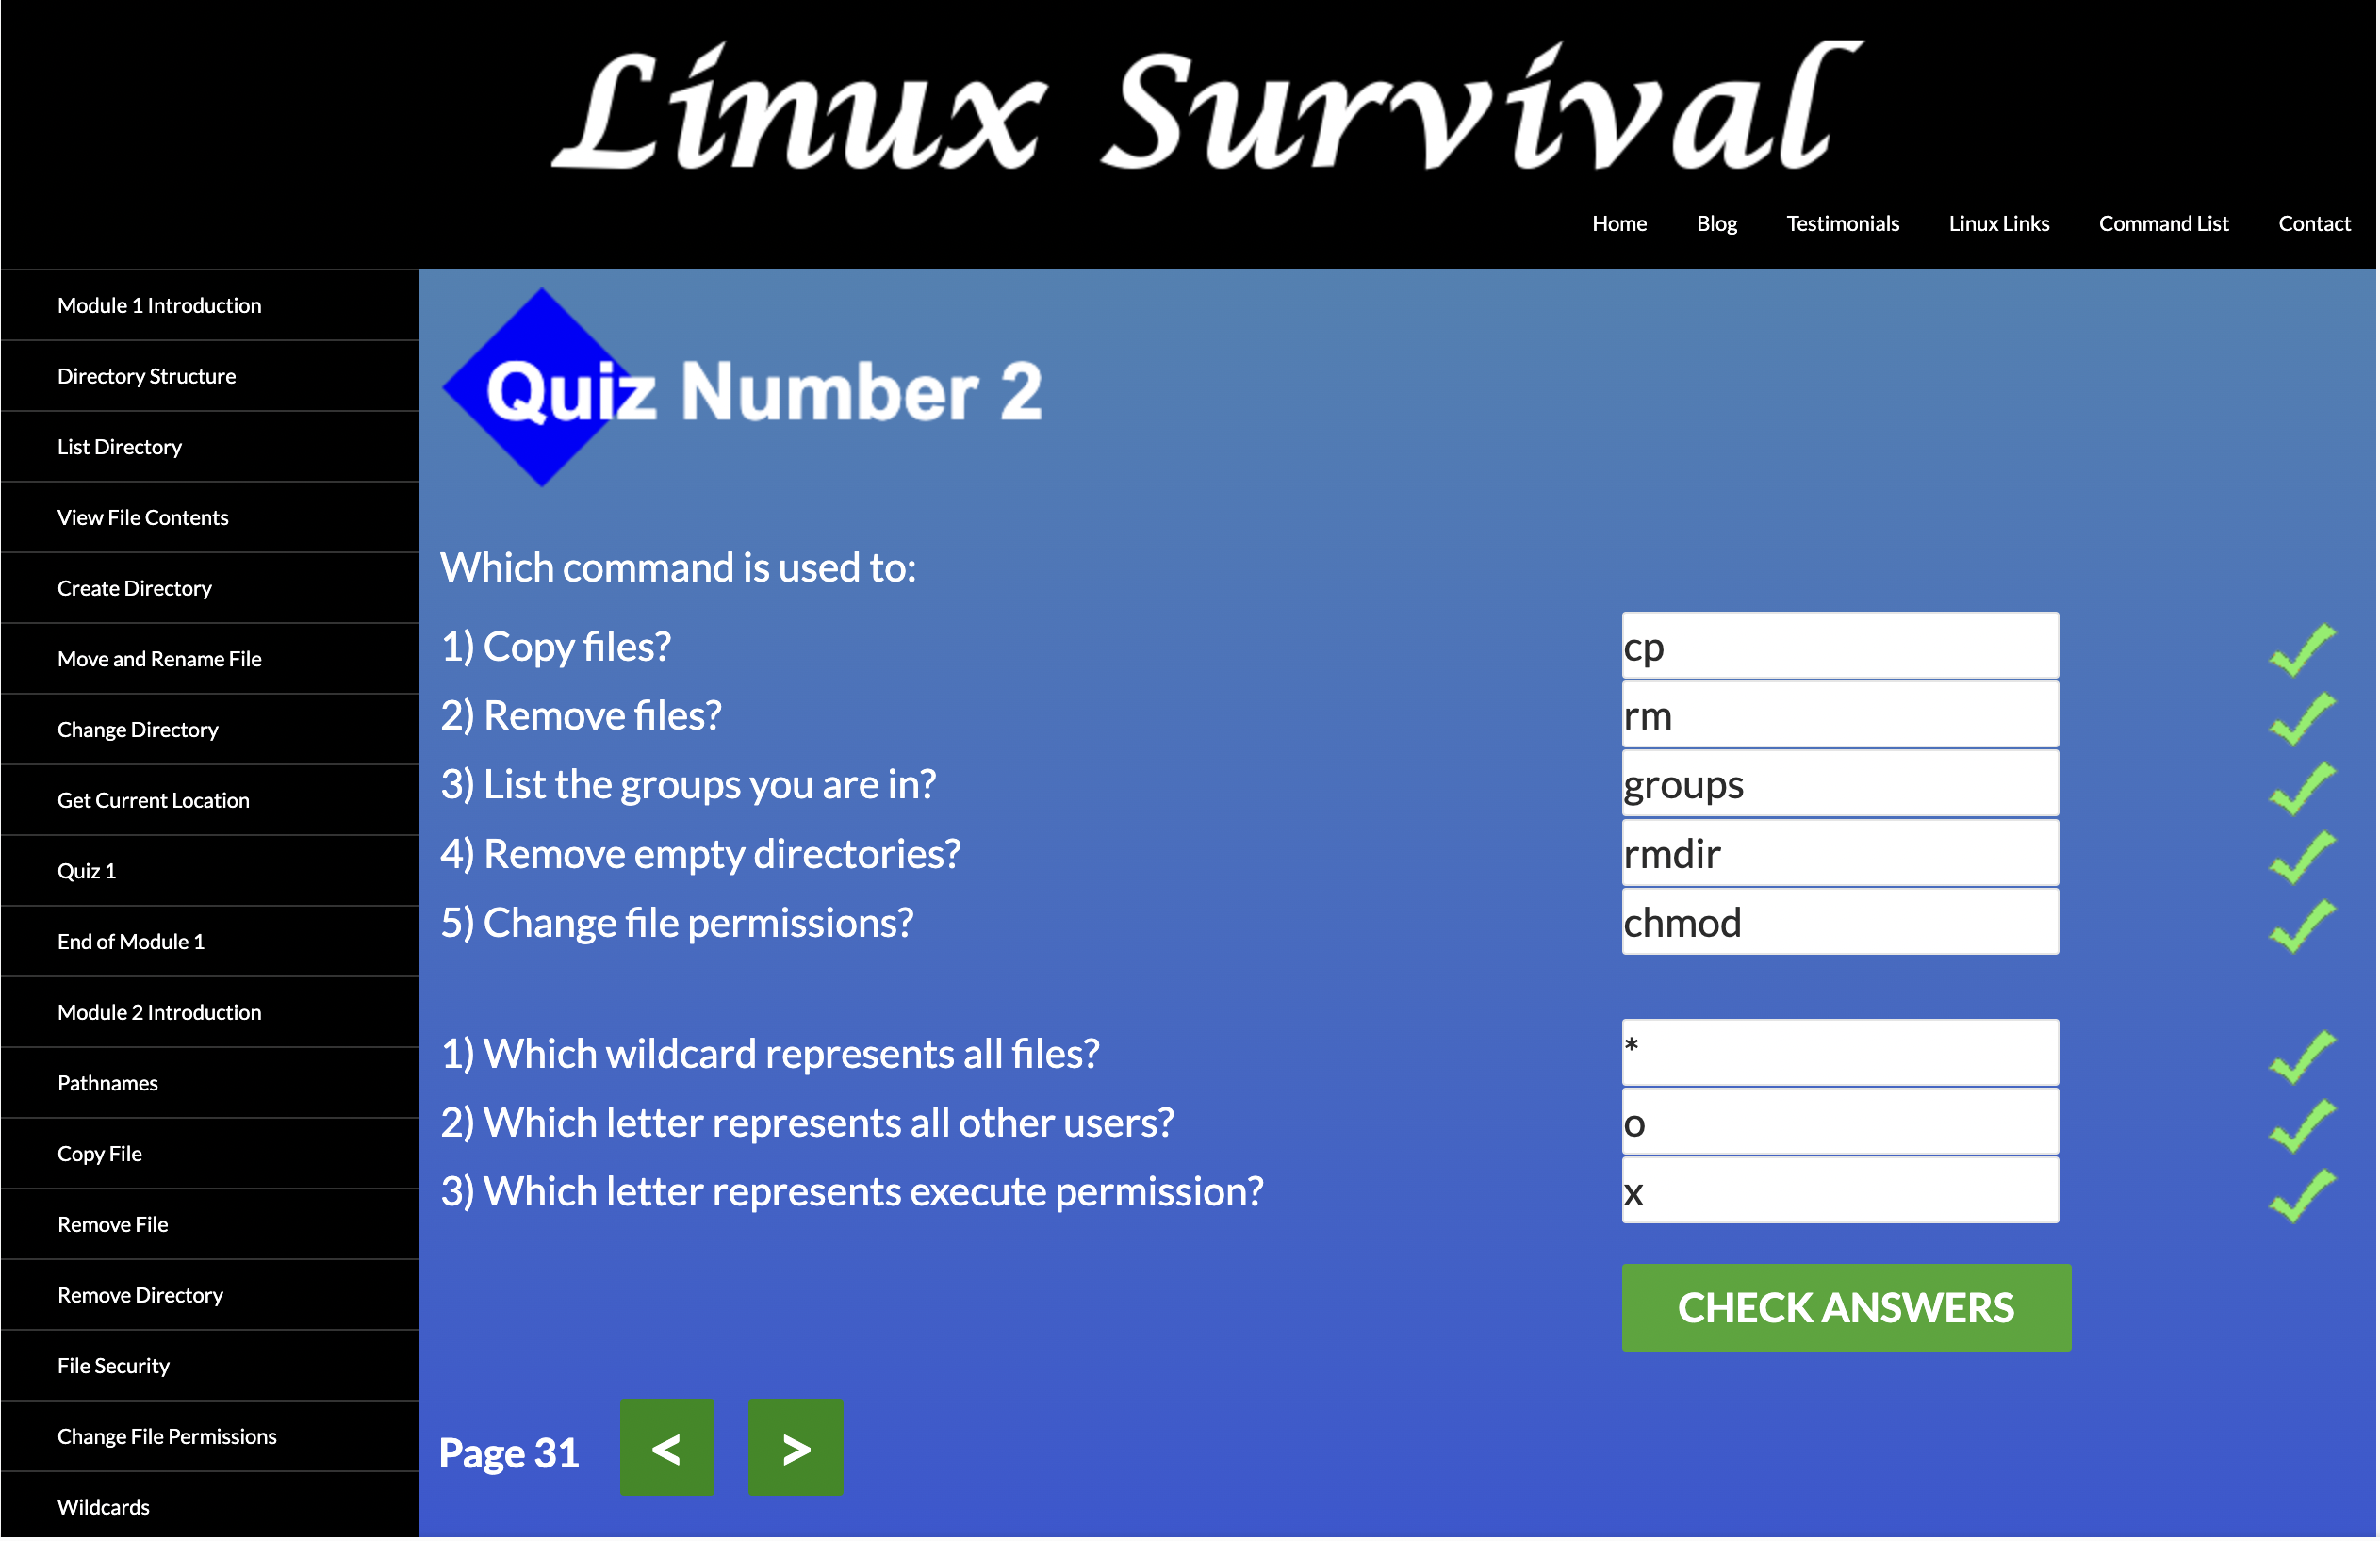 Linux Survival
Home Blog Testimonials Linux Links Command List Contact
Module 1 Introduction
Directory Structure
List Directory
View File Contents
Create Directory
Move and Rename File
Change Directory
Get Current Location
Quiz 1
End of Module 1
Module 2 Introduction
Pathnames
Copy File
Remove File
Remove Directory
File Security
Change File Permissions
Wildcards
Quiz Number 2
Which command is used to:
1) Copy files? cp
2) Remove files? rm
3) List the groups you are in? groups
4) Remove empty directories? rmdir
5) Change file permissions? chmod
1) Which wildcard represents all files? *
2) Which letter represents all other users? o
3) Which letter represents execute permission? x
CHECK ANSWERS
Page 31 < >